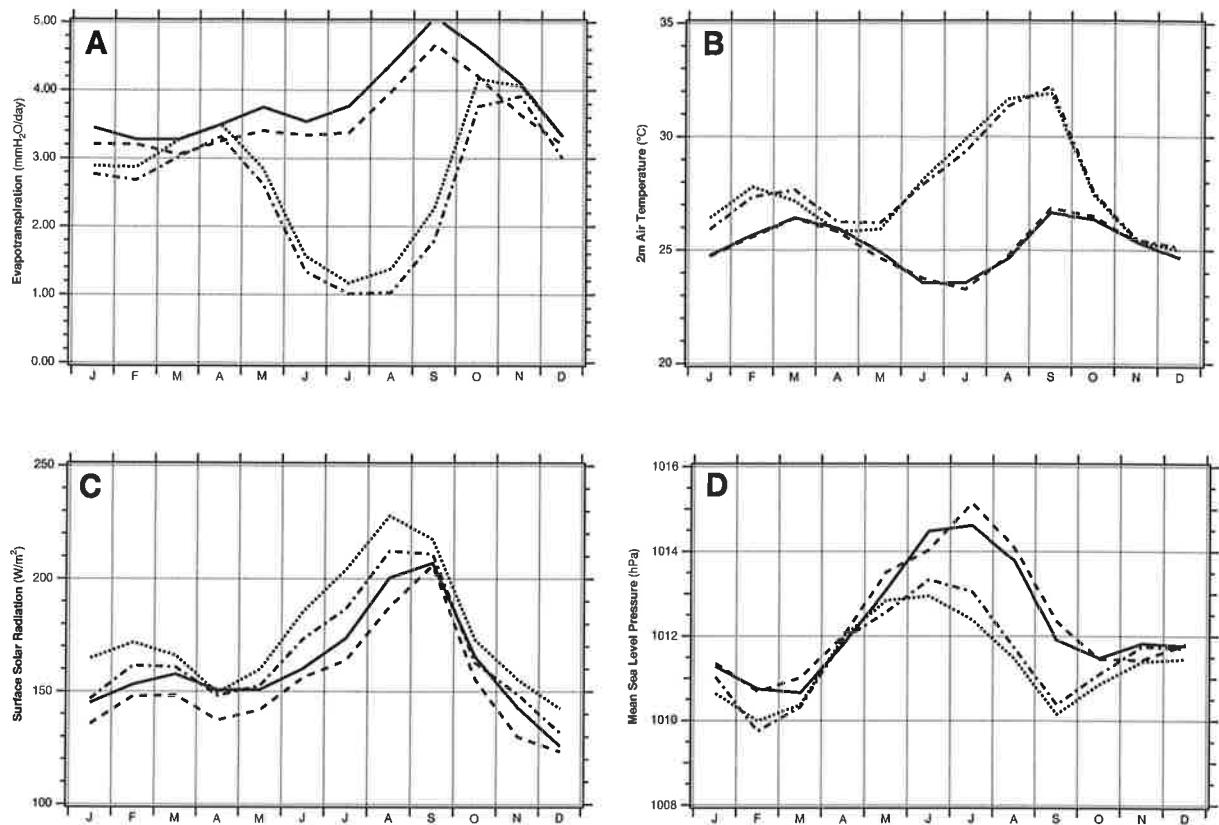 A
Evapotranspiration (mmH2O/day)
5.00
4.00
3.00
2.00
1.00
0.00
J F M A M J J A S O N D
B
2m Air Temperature (°C)
35
30
25
20
J F M A M J J A S O N D
C
Surface Solar Radiation (W/m²)
250
200
150
100
J F M A M J J A S O N D
D
Mean Sea Level Pressure (hPa)
1016
1014
1012
1010
1008
J F M A M J J A S O N D